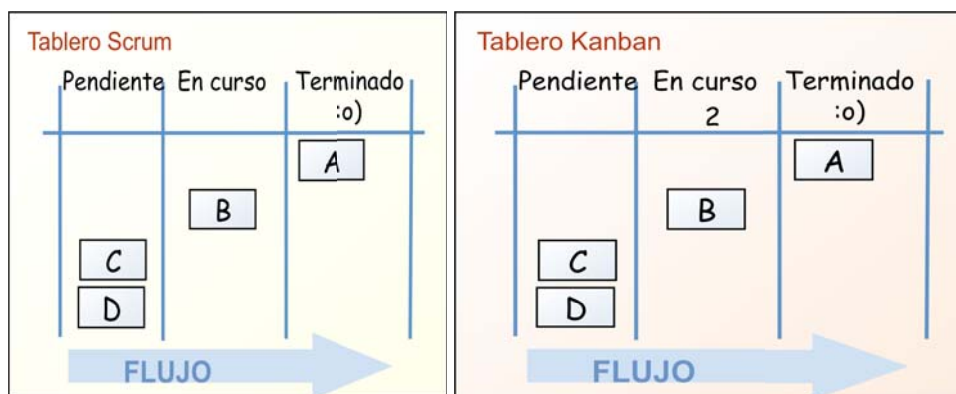 Tablero Scrum
Pendiente En curso Terminado
:o)
A
B
C
D
FLUJO
Tablero Kanban
Pendiente En curso Terminado
2 :o)
A
B
C
D
FLUJO